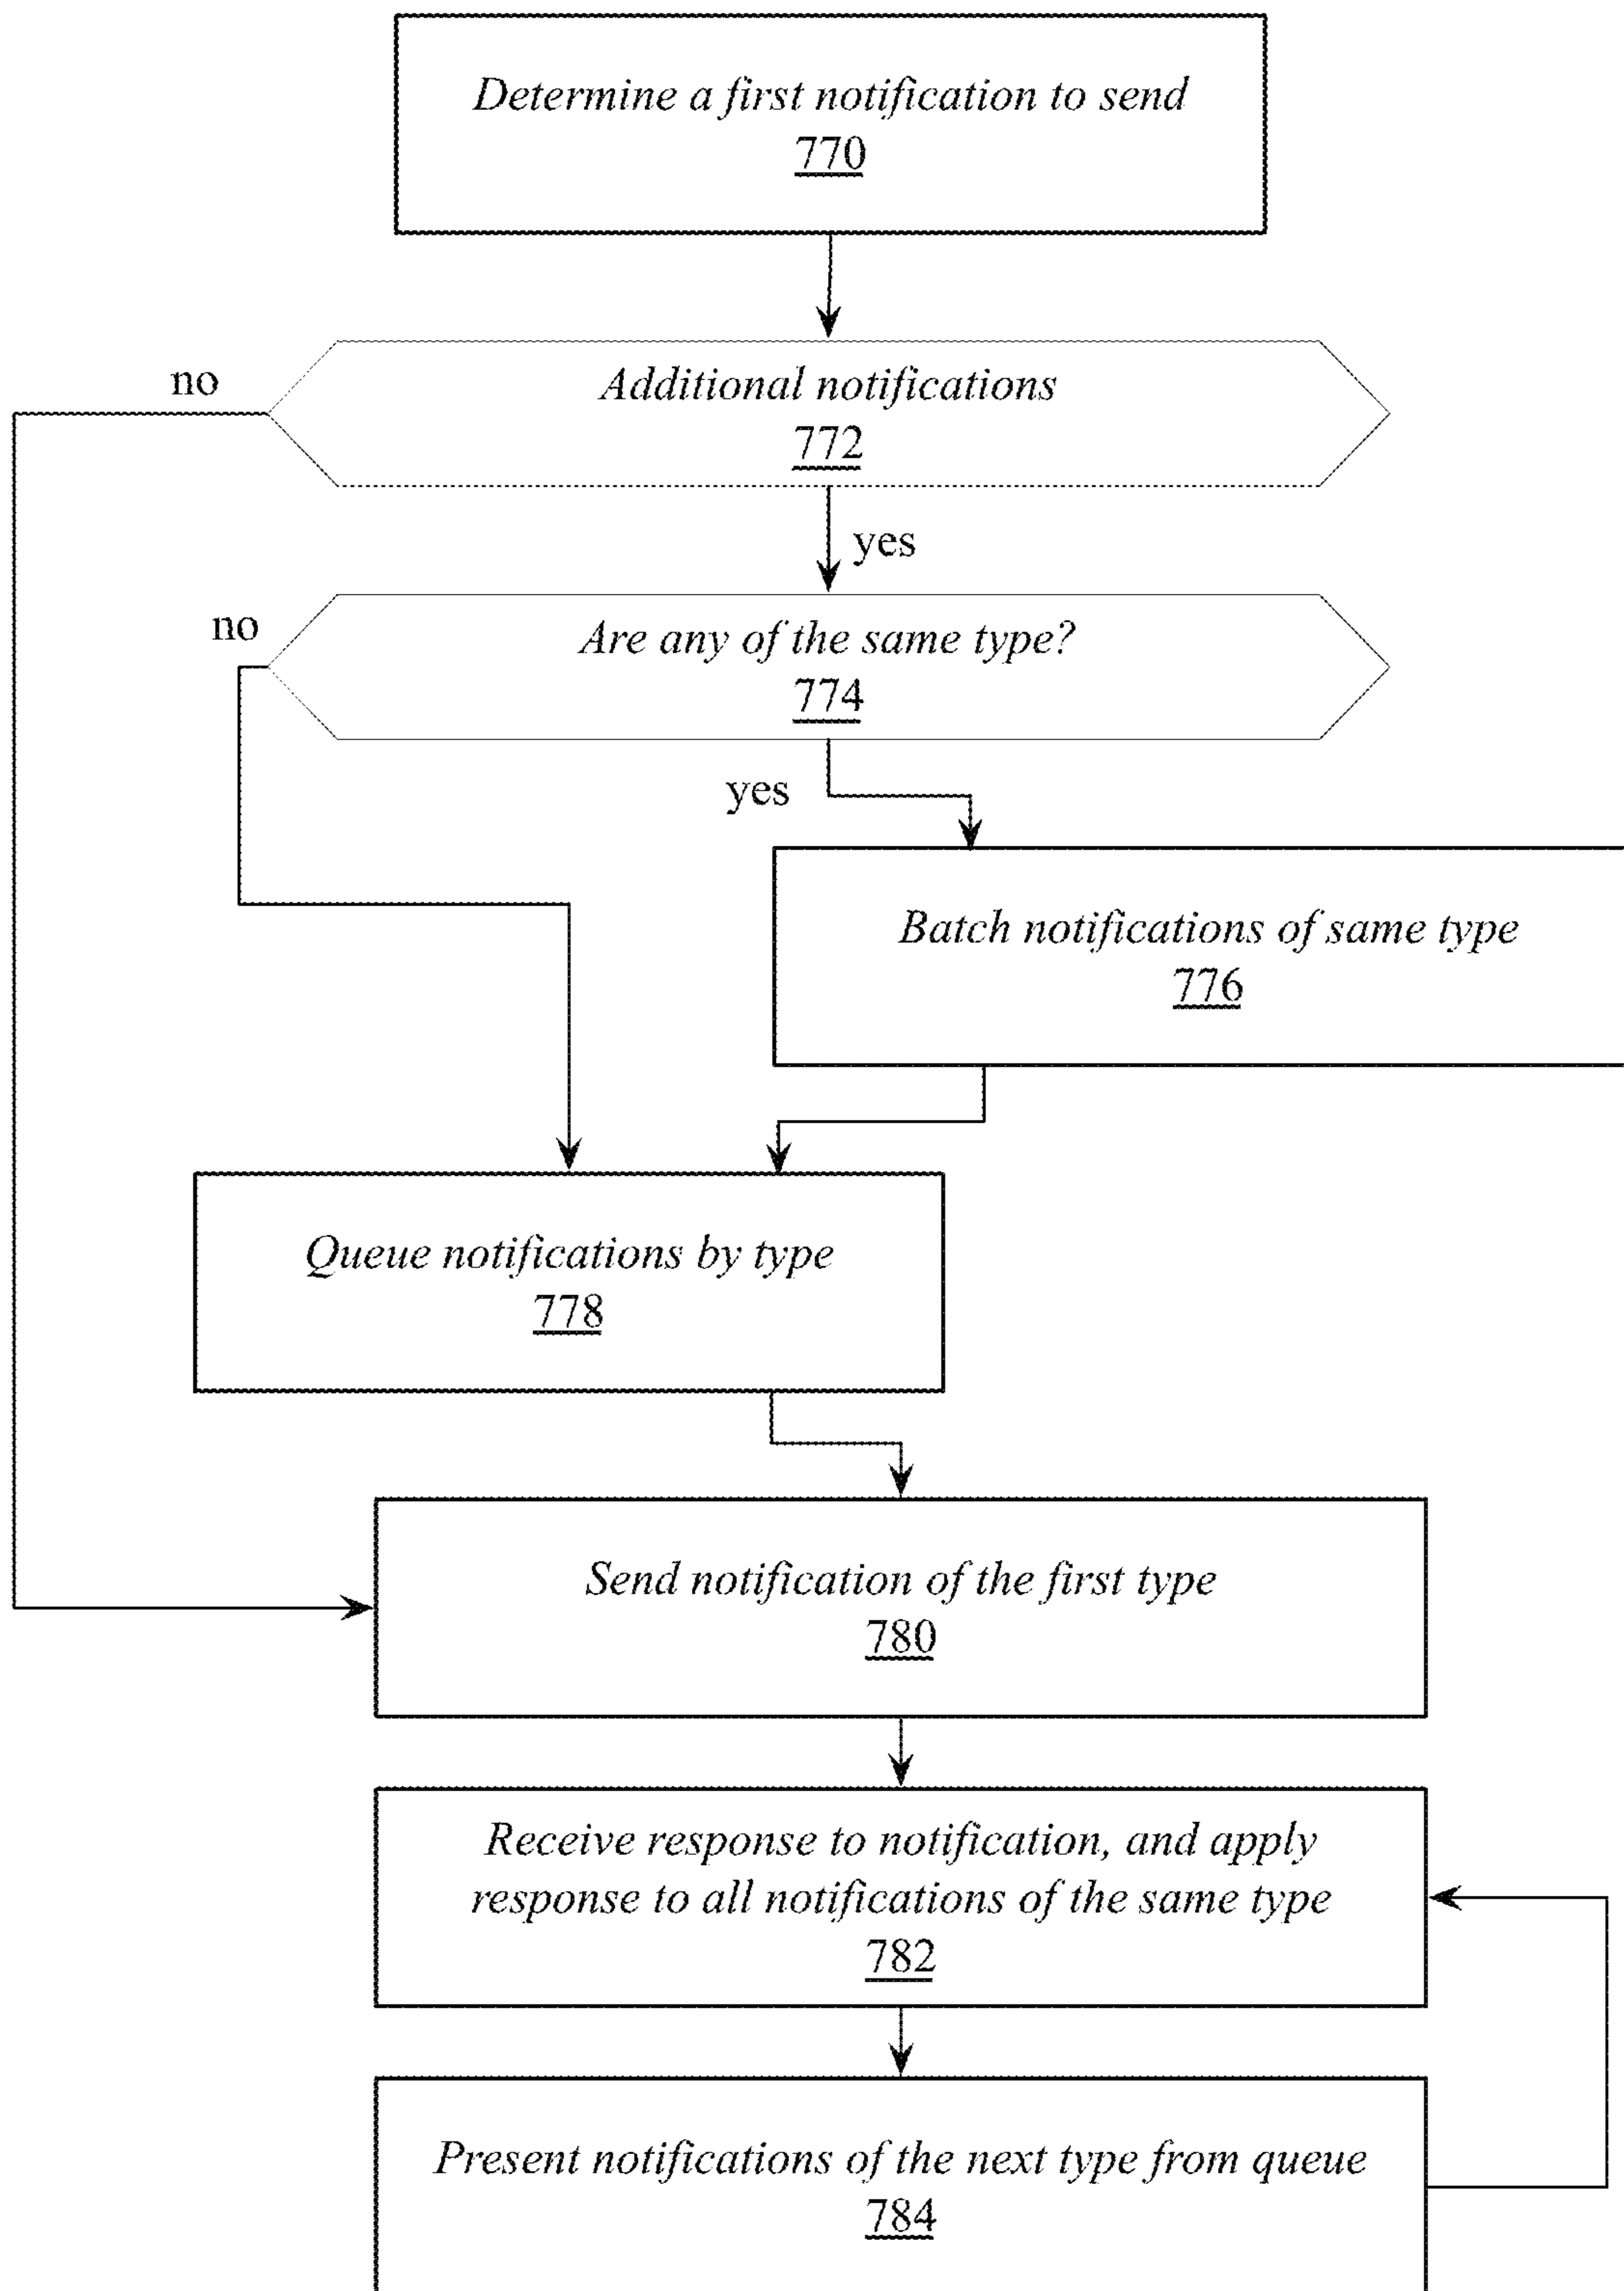 Determine a first notification to send
770
no
Additional notifications
772
yes
no
Are any of the same type?
774
yes
Batch notifications of same type
776
Queue notifications by type
778
Send notification of the first type
780
Receive response to notification, and apply
response to all notifications of the same type
782
Present notifications of the next type from queue
784